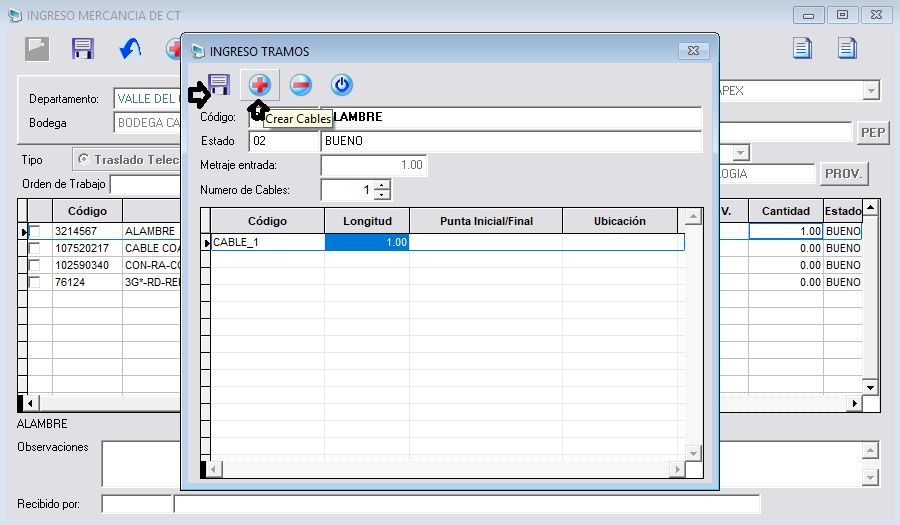 INGRESO MERCANCIA DE CT
INGRESO TRAMOS
Departamento: VALLE DEL
Bodega BODEGA CA
Tipo Traslado Telec
Orden de Trabajo
APEX
PEP
LOGIA PROV.
Crear Cables
Código: ALAMBRE
Estado 02 BUENO
Metraje entrada: 1.00
Numero de Cables: 1
Código Longitud Punta Inicial/Final Ubicación
CABLE_1 1.00
Código V. Cantidad Estado
3214567 ALAMBRE 1.00 BUENO
107520217 CABLE COA 0.00 BUENO
102590340 CON-RA-CO 0.00 BUENO
76124 3G*-RD-REF 0.00 BUENO
ALAMBRE
Observaciones
Recibido por: